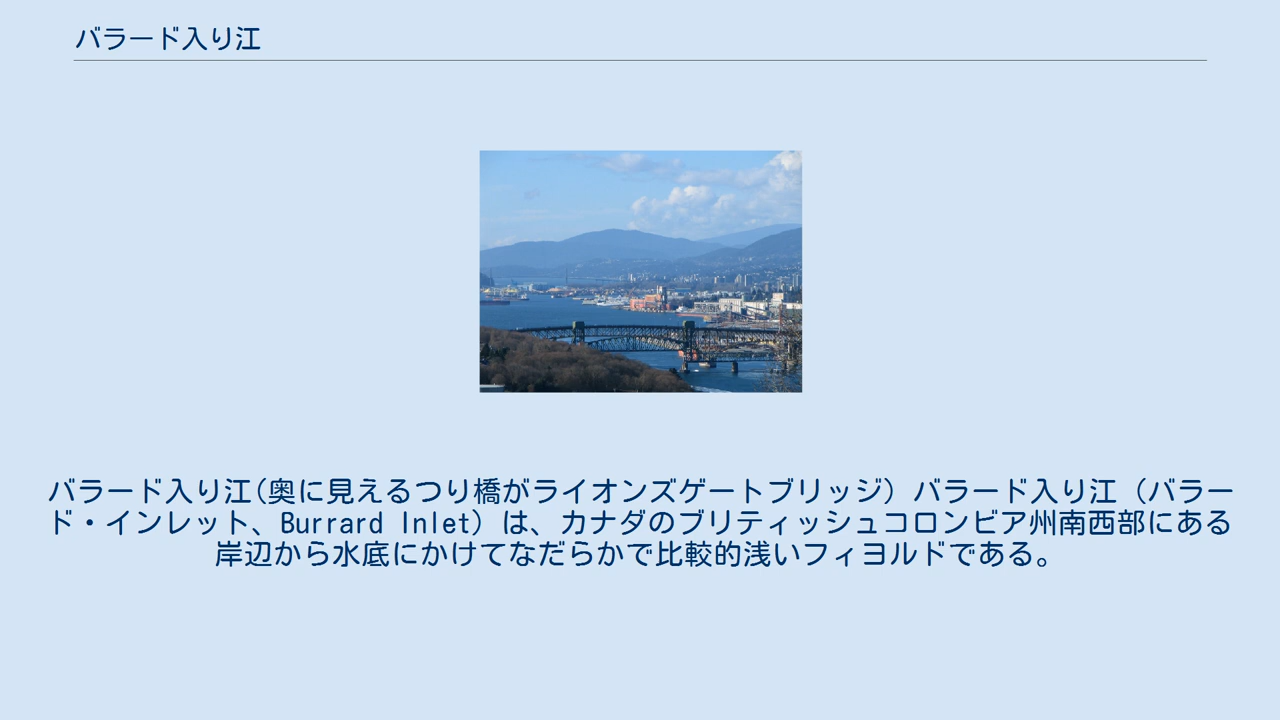 バラード入り江
バラード入り江(奥に見えるつり橋がライオンズゲートブリッジ) バラード入り江 (バラー
ド・インレット、Burrard Inlet) は、カナダのブリティッシュコロンビア州南西部にある
岸辺から水底にかけてなだらかで比較的浅いフィヨルドである。